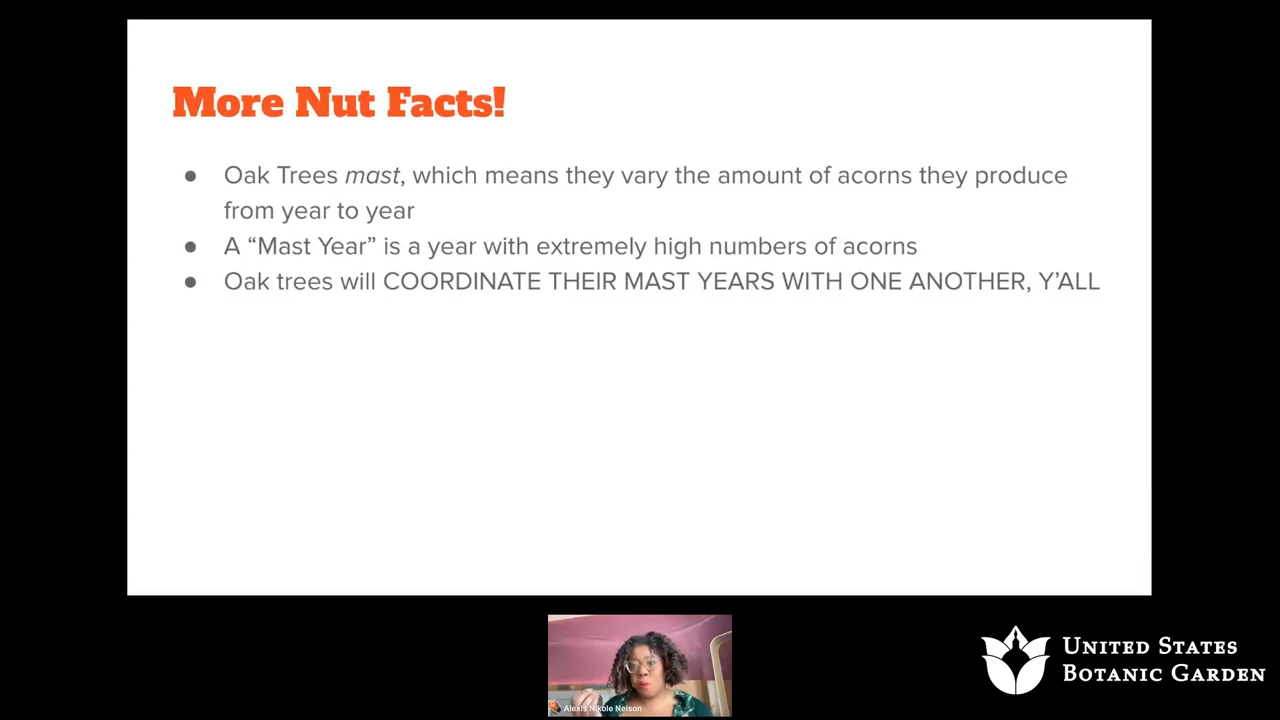 More Nut Facts!
● Oak Trees mast, which means they vary the amount of acorns they produce
from year to year
● A “Mast Year” is a year with extremely high numbers of acorns
● Oak trees will COORDINATE THEIR MAST YEARS WITH ONE ANOTHER, Y’ALL
Alexis Nikole Nelson
UNITED STATES
BOTANIC GARDEN